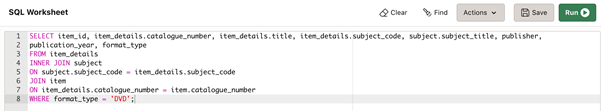 SQL Worksheet
Clear Find Actions Save Run
1 SELECT item_id, item_details.catalogue_number, item_details.title, item_details.subject_code, subject.subject_title, publisher,
2 publication_year, format_type
3 FROM item_details
4 INNER JOIN subject
5 ON subject.subject_code = item_details.subject_code
6 JOIN item
7 ON item_details.catalogue_number = item.catalogue_number
8 WHERE format_type = 'DVD';